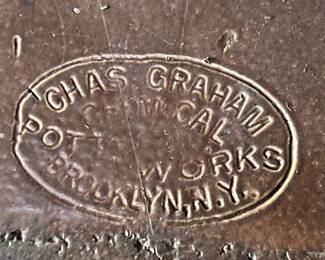 CHAS GRAHAM
CHEMICAL
POTTERY WORKS
BROOKLYN, N.Y.